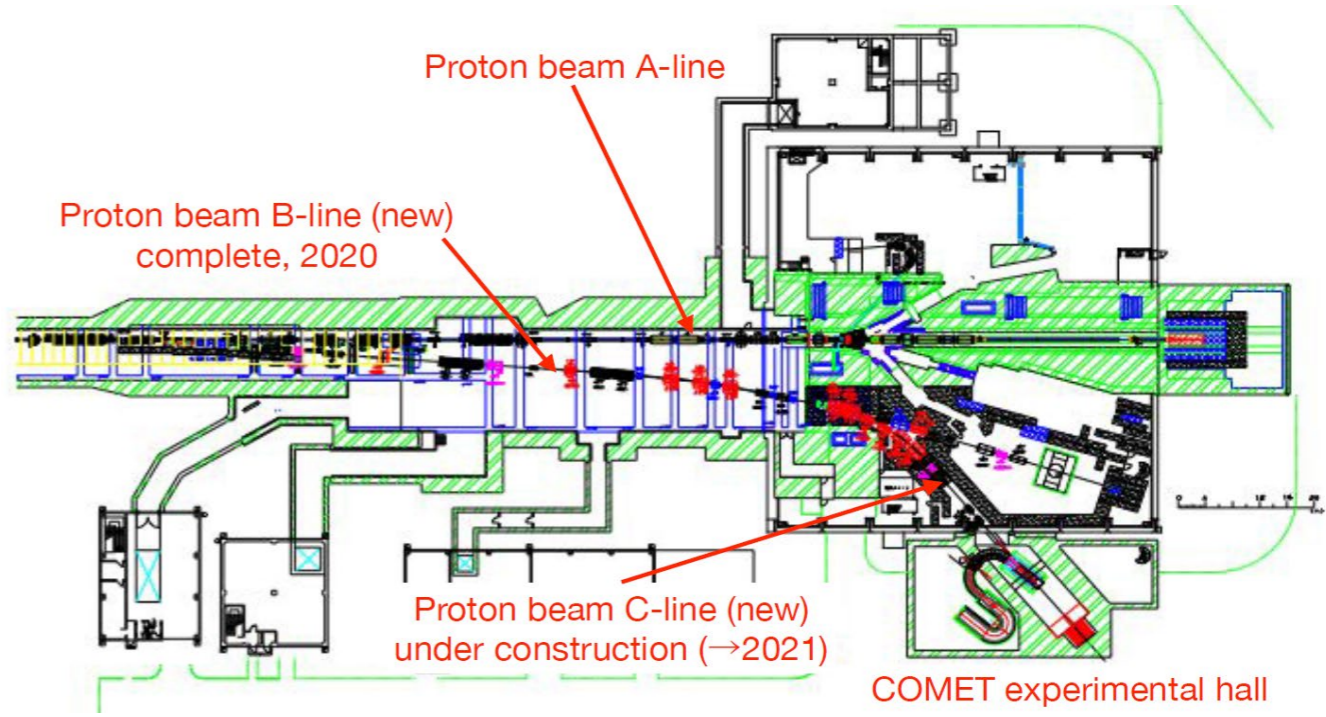 Proton beam A-line
Proton beam B-line (new)
complete, 2020
Proton beam C-line (new)
under construction (→2021)
COMET experimental hall